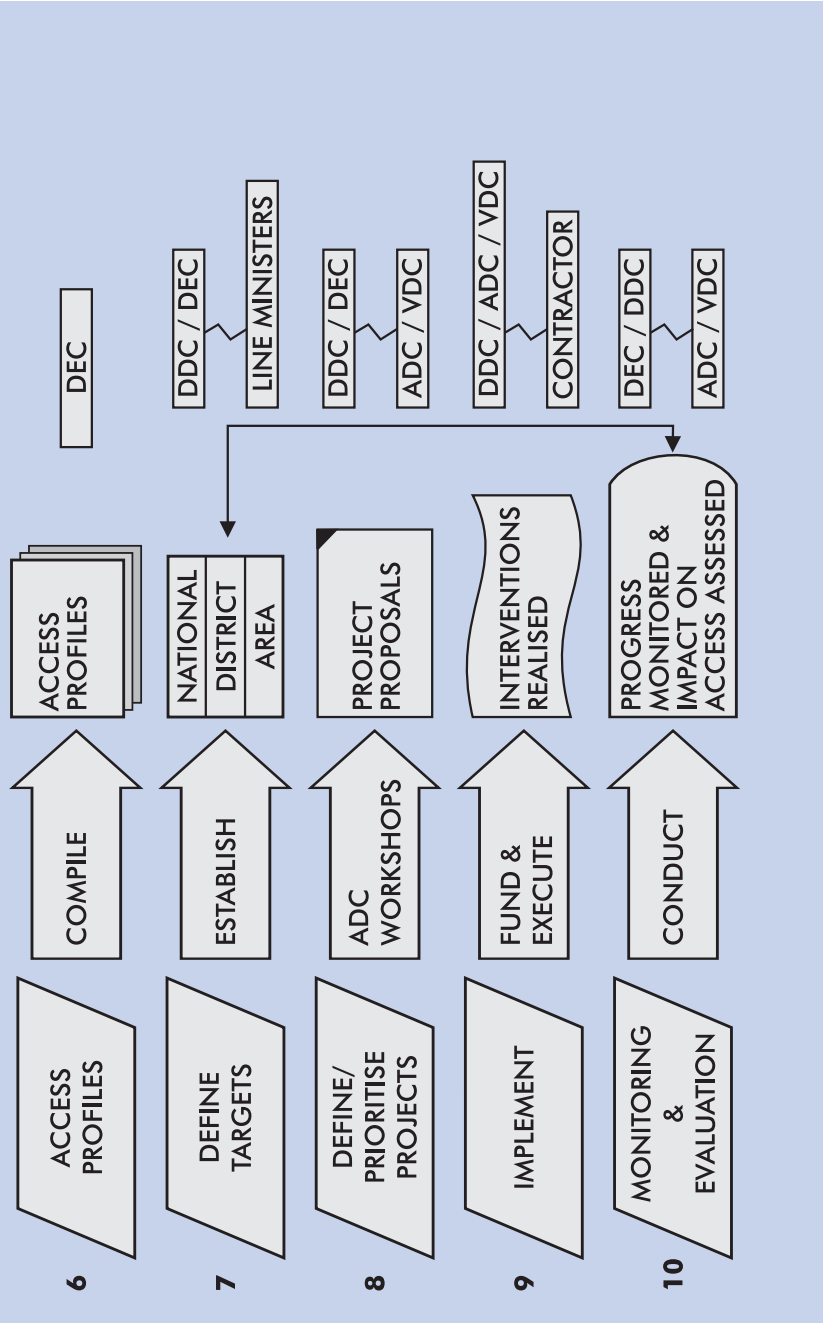 6
ACCESS
PROFILES
COMPILE
ACCESS
PROFILES
DEC
7
DEFINE
TARGETS
ESTABLISH
NATIONAL
DISTRICT
AREA
DDC / DEC
LINE MINISTERS
8
DEFINE/
PRIORITISE
PROJECTS
ADC
WORKSHOPS
PROJECT
PROPOSALS
DDC / DEC
ADC / VDC
9
IMPLEMENT
FUND &
EXECUTE
INTERVENTIONS
REALISED
DDC / ADC / VDC
CONTRACTOR
10
MONITORING
&
EVALUATION
CONDUCT
PROGRESS
MONITORED &
IMPACT ON
ACCESS ASSESSED
DEC / DDC
ADC / VDC